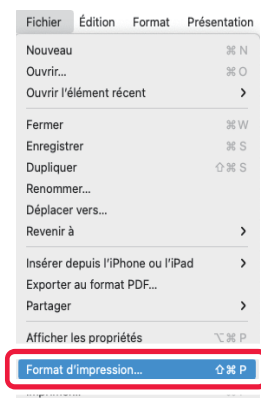 Fichier Édition Format Présentation
Nouveau ⌘ N
Ouvrir... ⌘ O
Ouvrir l'élément récent >
Fermer ⌘ W
Enregistrer ⌘ S
Dupliquer ⇧ ⌘ S
Renommer...
Déplacer vers...
Revenir à >
Insérer depuis l'iPhone ou l'iPad >
Exporter au format PDF...
Partager >
Afficher les propriétés ⌥ ⌘ P
Format d'impression... ⇧ ⌘ P